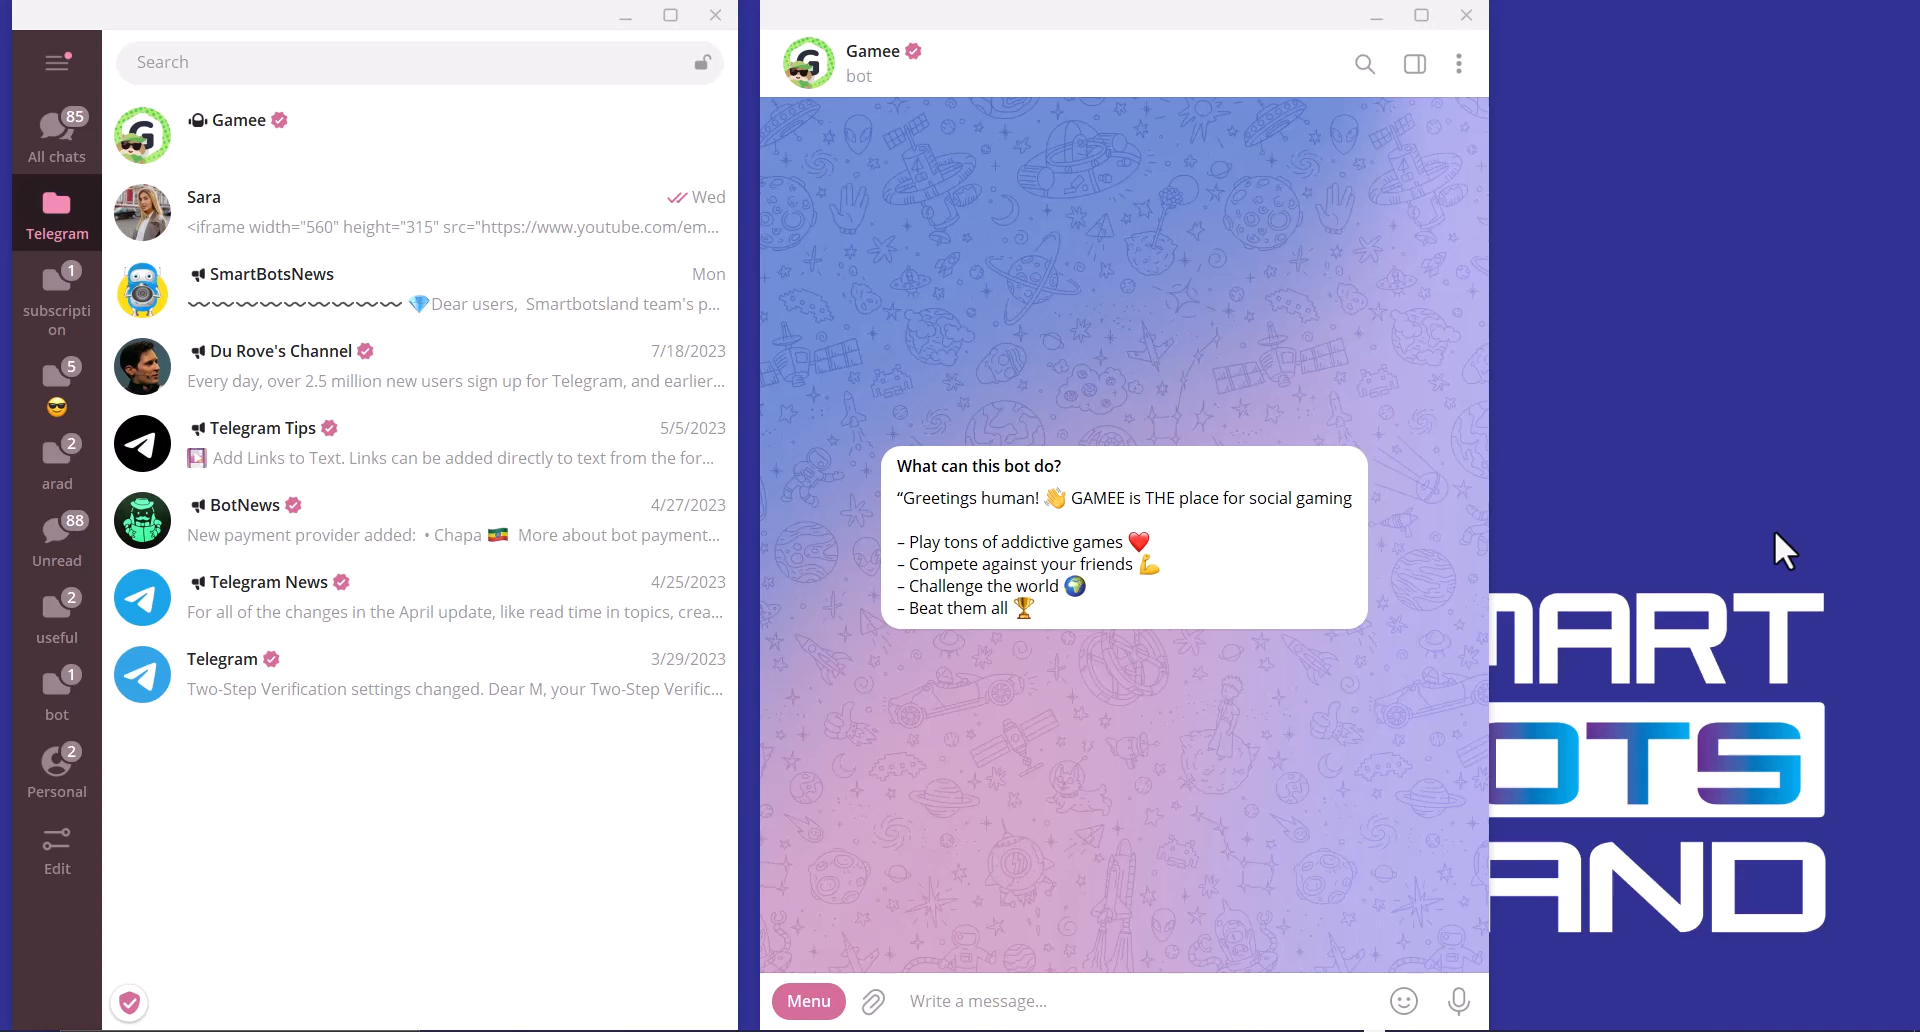 Search
85
All chats
Telegram
1
subscripti
on
5
2
arad
88
Unread
2
useful
1
bot
2
Personal
Edit
Gamee
Sara
Wed
<iframe width="560" height="315" src="https://www.youtube.com/em...
SmartBotsNews
Mon
Dear users, Smartbotsland team's p...
Du Rove's Channel
7/18/2023
Every day, over 2.5 million new users sign up for Telegram, and earlier...
Telegram Tips
5/5/2023
Add Links to Text. Links can be added directly to text from the for...
BotNews
4/27/2023
New payment provider added: • Chapa 🇪🇹 More about bot payment...
Telegram News
4/25/2023
For all of the changes in the April update, like read time in topics, crea...
Telegram
3/29/2023
Two-Step Verification settings changed. Dear M, your Two-Step Verific...
Gamee
bot
What can this bot do?
“Greetings human! 👋 GAMEE is THE place for social gaming
– Play tons of addictive games ❤️
– Compete against your friends 💪
– Challenge the world 🌍
– Beat them all 🏆
Menu
Write a message...
MART
OTS
AND